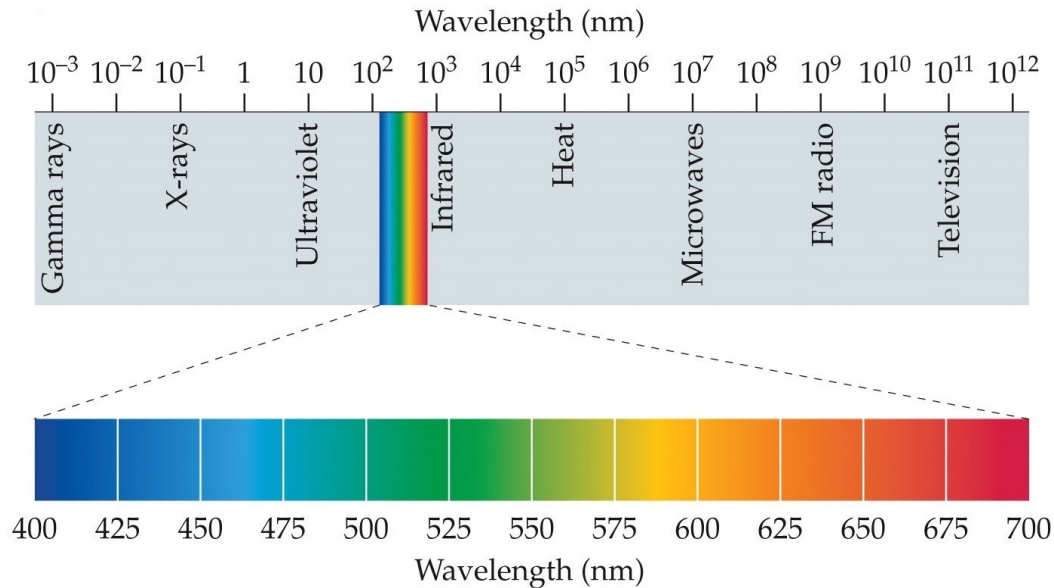 Wavelength (nm)
10⁻³ 10⁻² 10⁻¹ 1 10 10² 10³ 10⁴ 10⁵ 10⁶ 10⁷ 10⁸ 10⁹ 10¹⁰ 10¹¹ 10¹²
Gamma rays
X-rays
Ultraviolet
Infrared
Heat
Microwaves
FM radio
Television
400 425 450 475 500 525 550 575 600 625 650 675 700
Wavelength (nm)